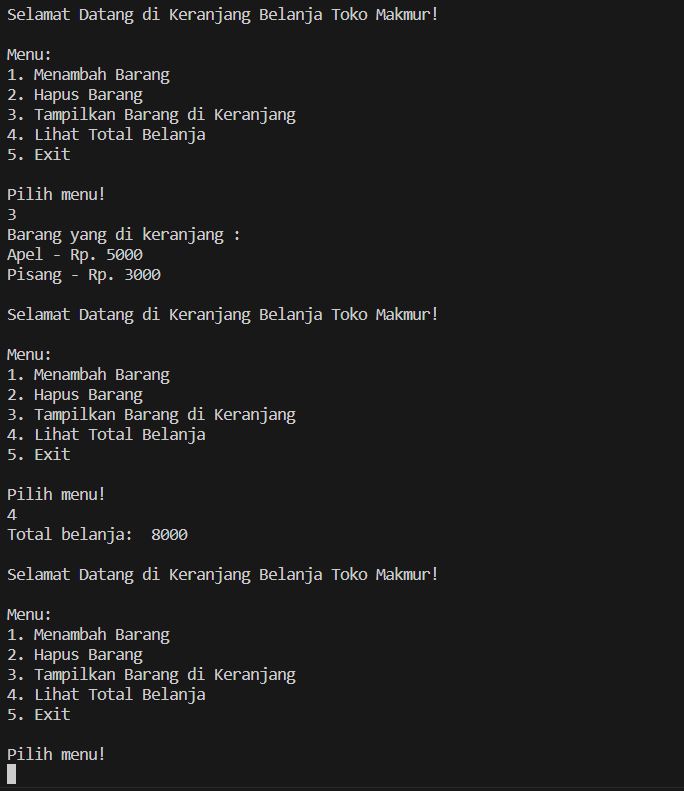 Selamat Datang di Keranjang Belanja Toko Makmur!
Menu:
1. Menambah Barang
2. Hapus Barang
3. Tampilkan Barang di Keranjang
4. Lihat Total Belanja
5. Exit
Pilih menu!
3
Barang yang di keranjang :
Apel - Rp. 5000
Pisang - Rp. 3000
Selamat Datang di Keranjang Belanja Toko Makmur!
Menu:
1. Menambah Barang
2. Hapus Barang
3. Tampilkan Barang di Keranjang
4. Lihat Total Belanja
5. Exit
Pilih menu!
4
Total belanja:  8000
Selamat Datang di Keranjang Belanja Toko Makmur!
Menu:
1. Menambah Barang
2. Hapus Barang
3. Tampilkan Barang di Keranjang
4. Lihat Total Belanja
5. Exit
Pilih menu!